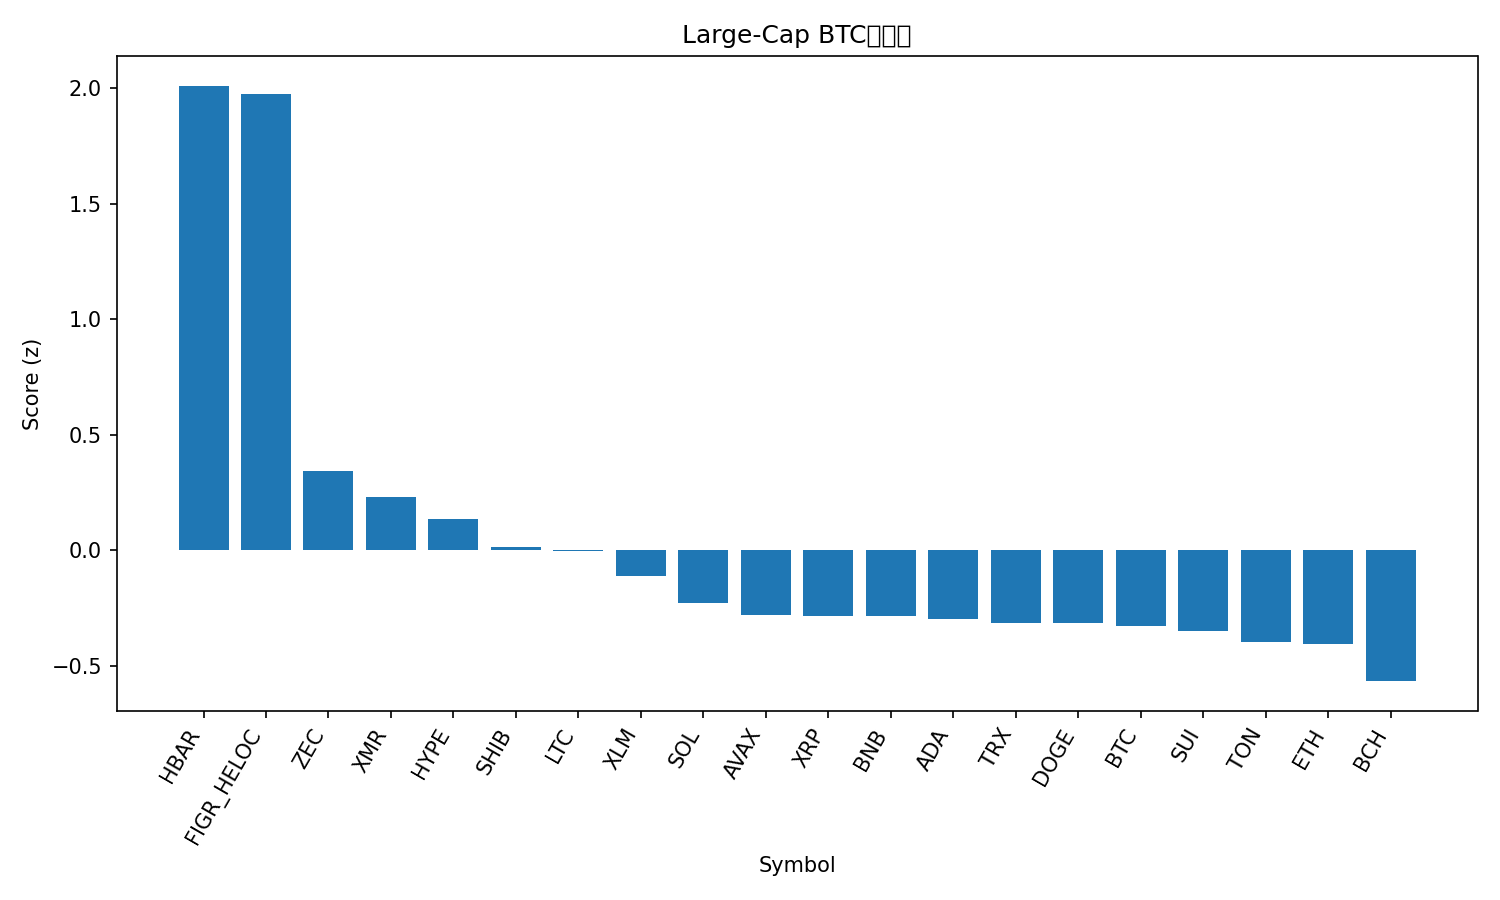 Large-Cap BTC
2.0
1.5
1.0
0.5
0.0
−0.5
Score (z)
HBAR
FIGR_HELOC
ZEC
XMR
HYPE
SHIB
LTC
XLM
SOL
AVAX
XRP
BNB
ADA
TRX
DOGE
BTC
SUI
TON
ETH
BCH
Symbol